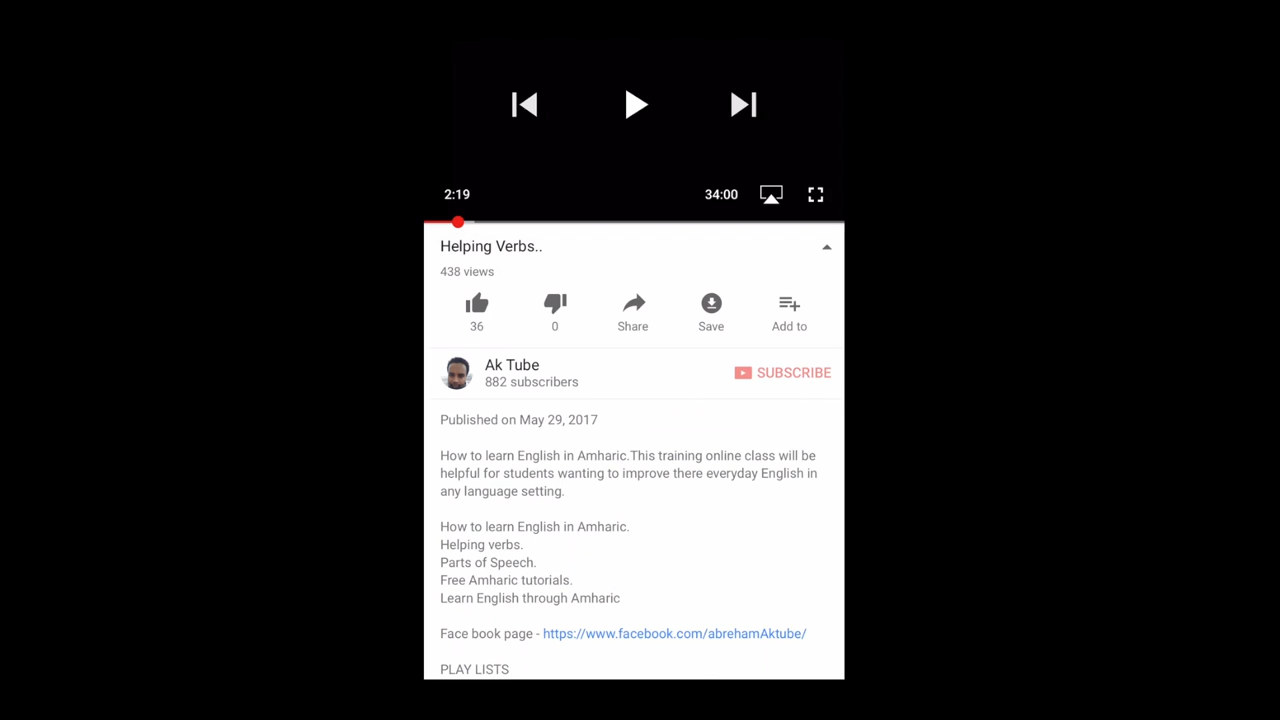 2:19
34:00
Helping Verbs..
438 views
36
0
Share
Save
Add to
Ak Tube
882 subscribers
SUBSCRIBE
Published on May 29, 2017
How to learn English in Amharic.This training online class will be
helpful for students wanting to improve there everyday English in
any language setting.
How to learn English in Amharic.
Helping verbs.
Parts of Speech.
Free Amharic tutorials.
Learn English through Amharic
Face book page - https://www.facebook.com/abrehamAktube/
PLAY LISTS